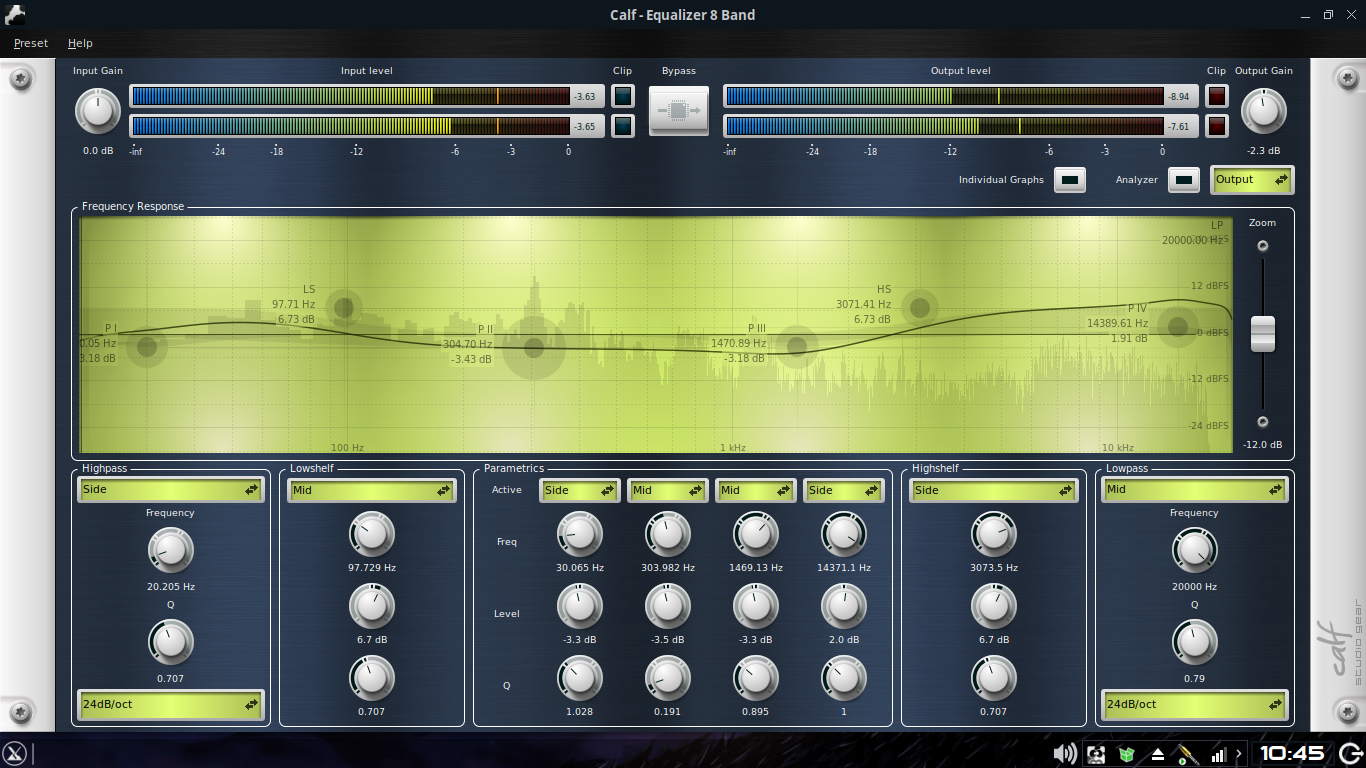 Calf - Equalizer 8 Band
Preset Help
Input Gain Input level Clip Bypass Output level Clip Output Gain
-3.63 -8.94
-3.65 -7.61
0.0 dB -inf -24 -18 -12 -6 -3 0 -inf -24 -18 -12 -6 -3 0 -2.3 dB
Individual Graphs Analyzer Output
Frequency Response
Zoom
LP
20000.00 Hz
12 dBFS
0 dBFS
-12 dBFS
-24 dBFS
LS
97.71 Hz
6.73 dB
HS
3071.41 Hz
6.73 dB
P I
0.05 Hz
3.18 dB
P II
304.70 Hz
-3.43 dB
P III
1470.89 Hz
-3.18 dB
P IV
14389.61 Hz
1.91 dB
100 Hz 1 kHz 10 kHz
-12.0 dB
Highpass
Side
Frequency
20.205 Hz
Q
0.707
24dB/oct
Lowshelf
Mid
97.729 Hz
6.7 dB
0.707
Parametrics
Active Side Mid Mid Side
Freq
30.065 Hz 303.982 Hz 1469.13 Hz 14371.1 Hz
Level
-3.3 dB -3.5 dB -3.3 dB 2.0 dB
Q
1.028 0.191 0.895 1
Highshelf
Side
3073.5 Hz
6.7 dB
0.707
Lowpass
Mid
Frequency
20000 Hz
Q
0.79
24dB/oct
calf
studio gear
10:45